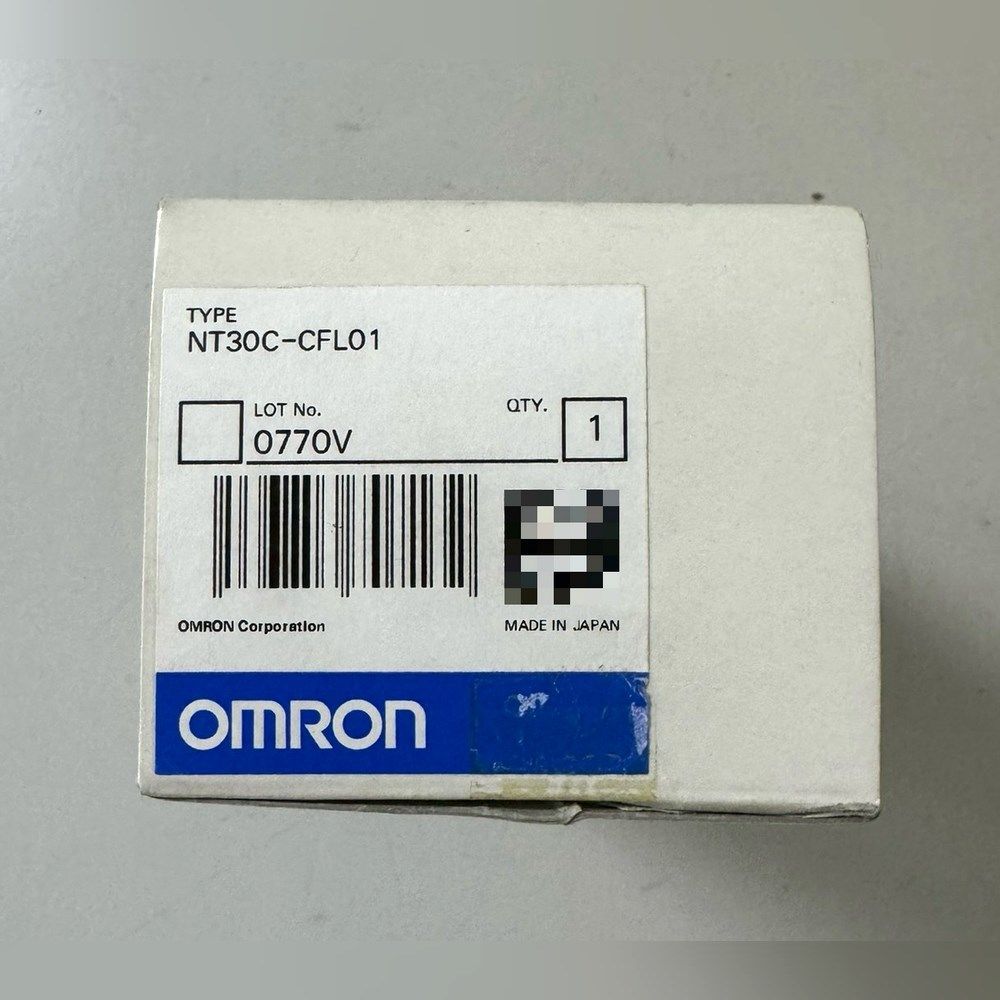 TYPE
NT30C-CFL01
LOT No.
0770V
QTY.
1
OMRON Corporation
MADE IN JAPAN
OMRON